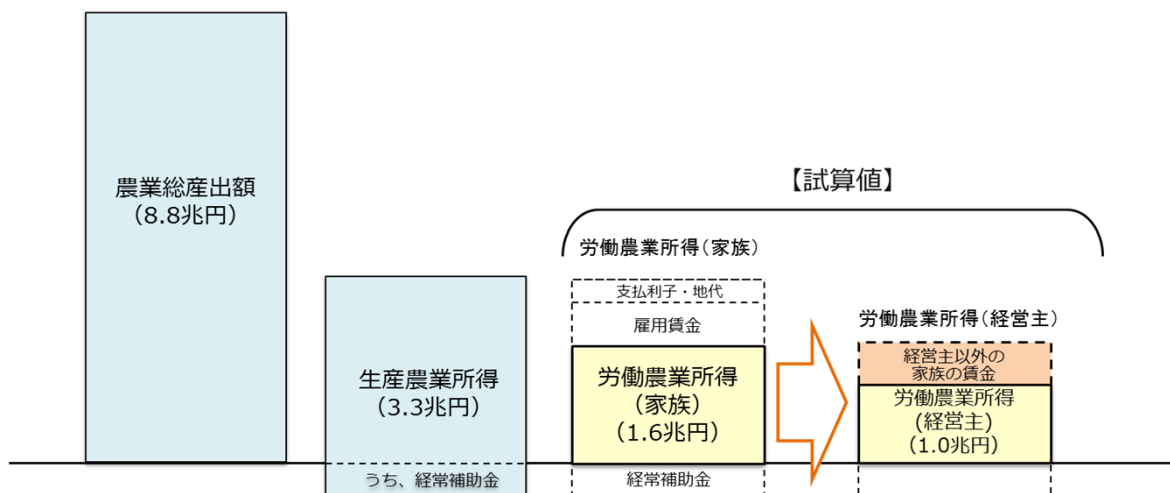 農業総産出額
（8.8兆円）
生産農業所得
（3.3兆円）
うち、経常補助金
【試算値】
労働農業所得（家族）
支払利子・地代
雇用賃金
労働農業所得
（家族）
（1.6兆円）
経常補助金
労働農業所得（経営主）
経営主以外の
家族の賃金
労働農業所得
(経営主)
（1.0兆円）